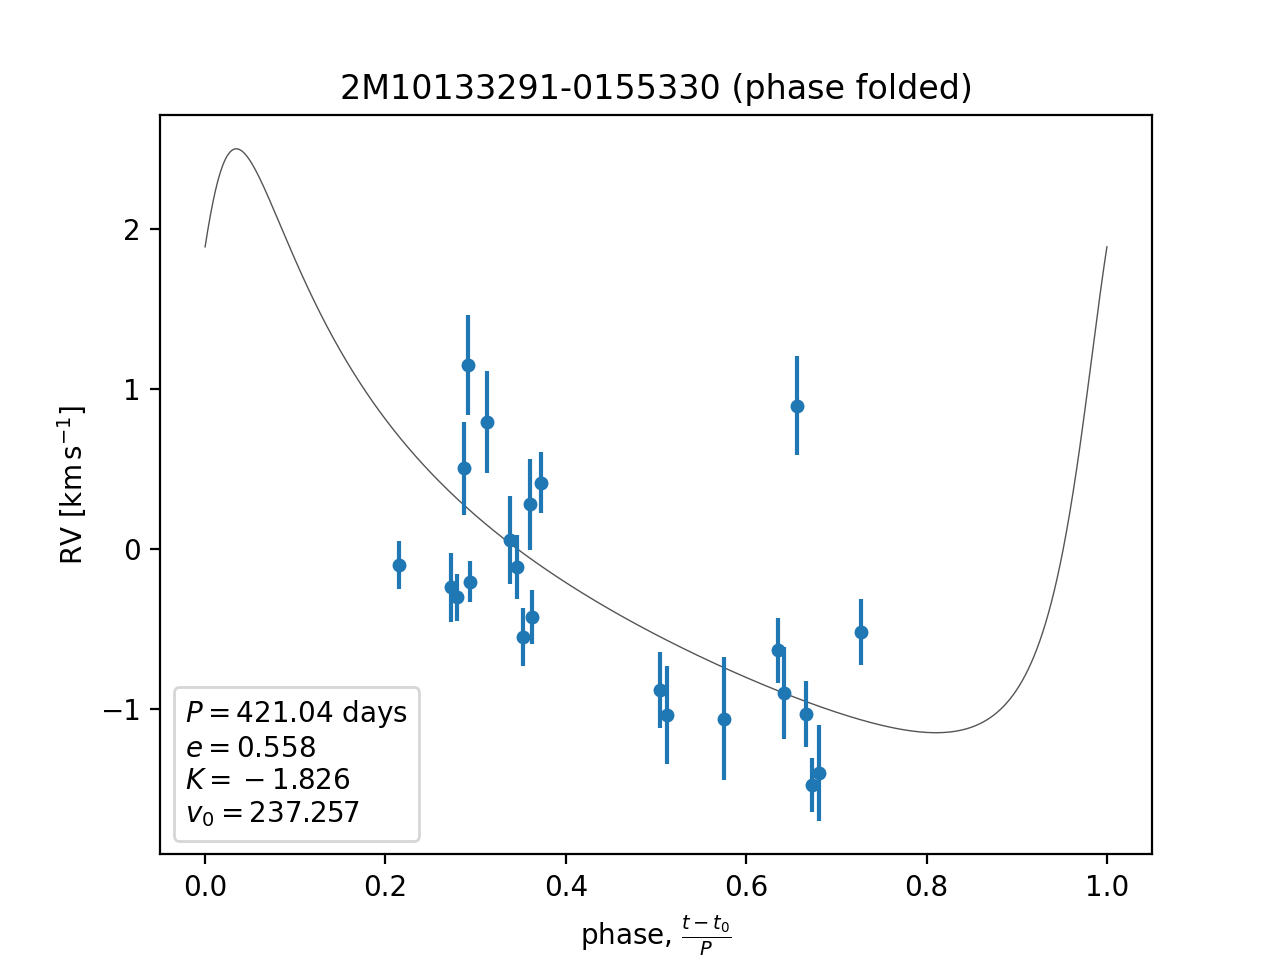 2M10133291-0155330 (phase folded)
RV [km s⁻¹]
2
1
0
−1
P = 421.04 days
e = 0.558
K = −1.826
v₀ = 237.257
0.0 0.2 0.4 0.6 0.8 1.0
phase, (t − t₀)/P